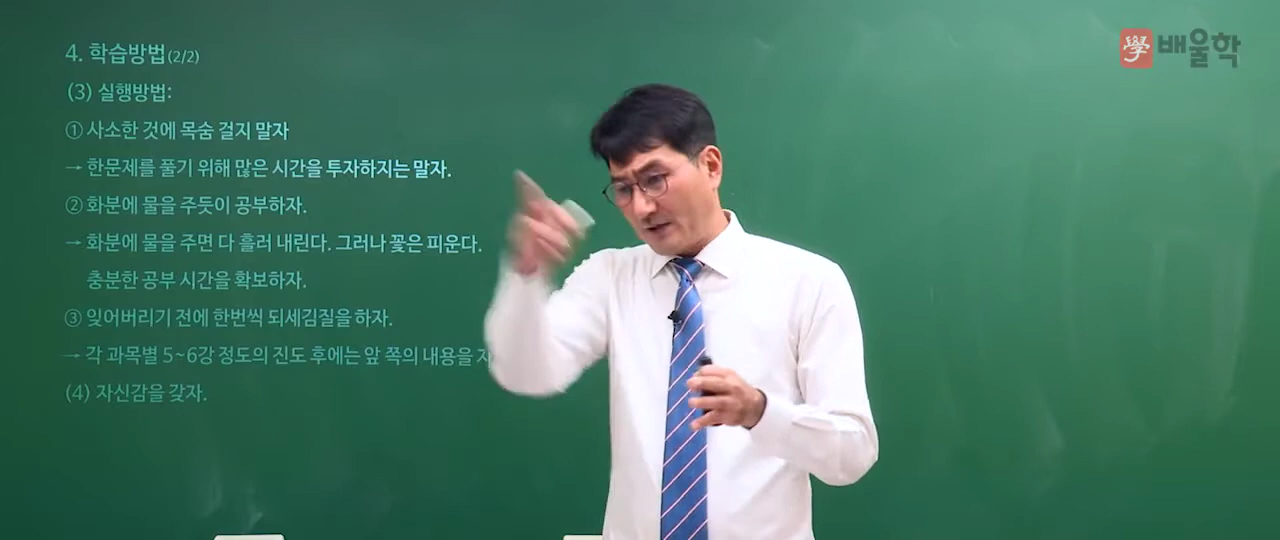 4. 학습방법(2/2)
學 배울학
(3) 실행방법:
① 사소한 것에 목숨 걸지 말자
→ 한문제를 풀기 위해 많은 시간을 투자하지는 말자.
② 화분에 물을 주듯이 공부하자.
→ 화분에 물을 주면 다 흘러 내린다. 그러나 꽃은 피운다.
충분한 공부 시간을 확보하자.
③ 잊어버리기 전에 한번씩 되세김질을 하자.
→ 각 과목별 5~6강 정도의 진도 후에는 앞 쪽의 내용을
(4) 자신감을 갖자.